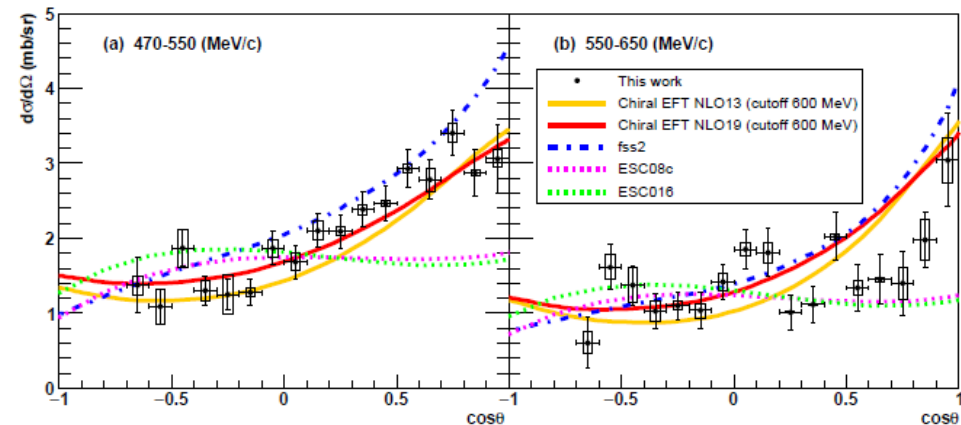 dσ/dΩ (mb/sr)
5
4
3
2
1
0
(a) 470-550 (MeV/c)
(b) 550-650 (MeV/c)
This work
Chiral EFT NLO13 (cutoff 600 MeV)
Chiral EFT NLO19 (cutoff 600 MeV)
fss2
ESC08c
ESC016
−1 −0.5 0 0.5 −1 −0.5 0 0.5 1
cosθ cosθ